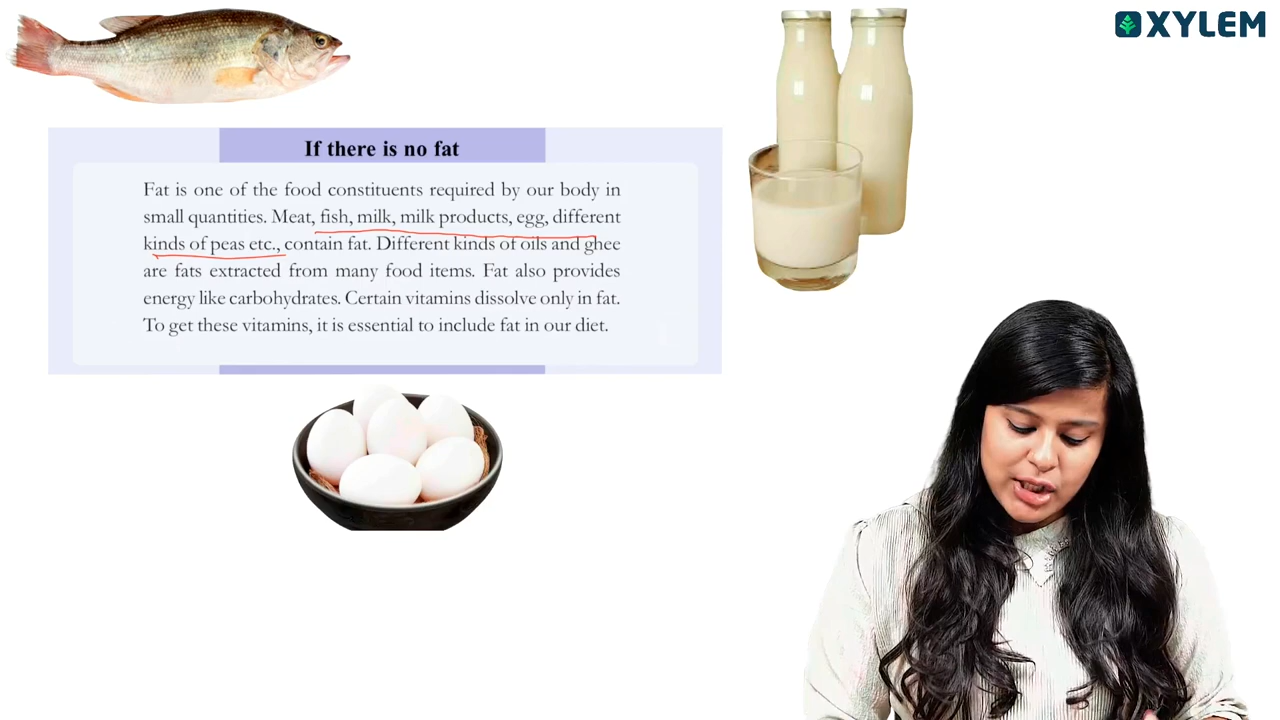 XYLEM
If there is no fat
Fat is one of the food constituents required by our body in
small quantities. Meat, fish, milk, milk products, egg, different
kinds of peas etc., contain fat. Different kinds of oils and ghee
are fats extracted from many food items. Fat also provides
energy like carbohydrates. Certain vitamins dissolve only in fat.
To get these vitamins, it is essential to include fat in our diet.